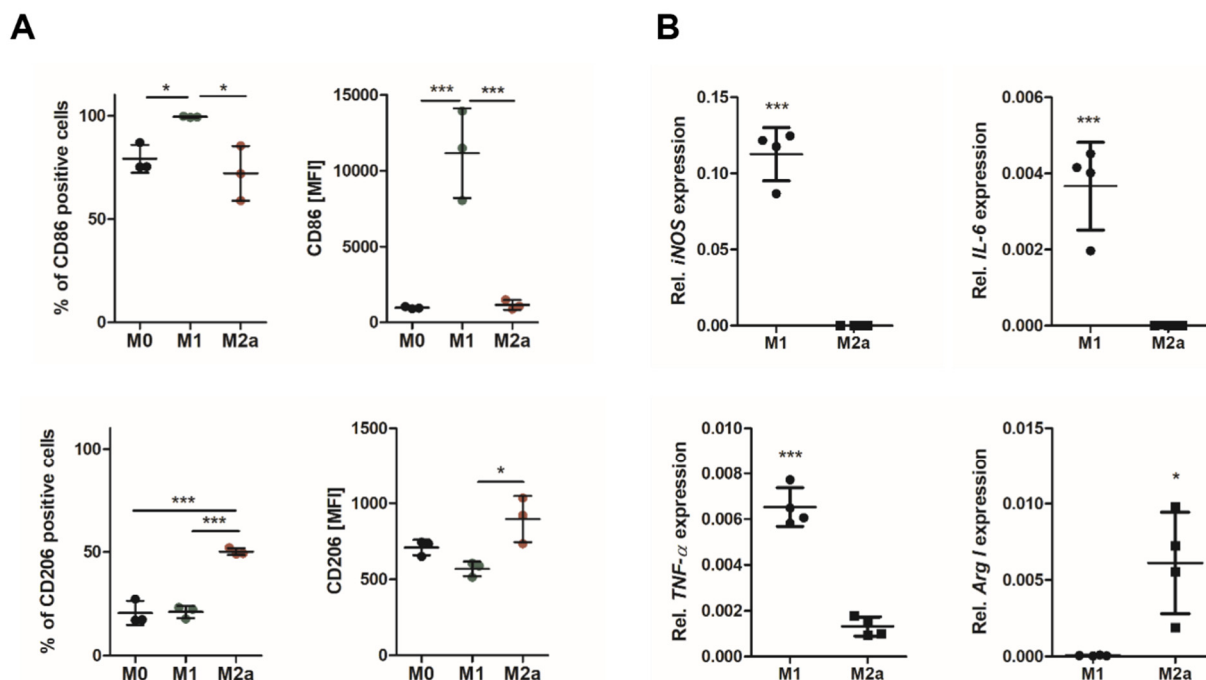 A
B
% of CD86 positive cells
100
50
0
*
*
M0 M1 M2a
CD86 [MFI]
15000
10000
5000
0
***
***
M0 M1 M2a
Rel. iNOS expression
0.15
0.10
0.05
0.00
***
M1 M2a
Rel. IL-6 expression
0.006
0.004
0.002
0.000
***
M1 M2a
% of CD206 positive cells
100
50
0
***
***
M0 M1 M2a
CD206 [MFI]
1500
1000
500
0
*
M0 M1 M2a
Rel. TNF-α expression
0.010
0.008
0.006
0.004
0.002
0.000
***
M1 M2a
Rel. Arg I expression
0.015
0.010
0.005
0.000
*
M1 M2a